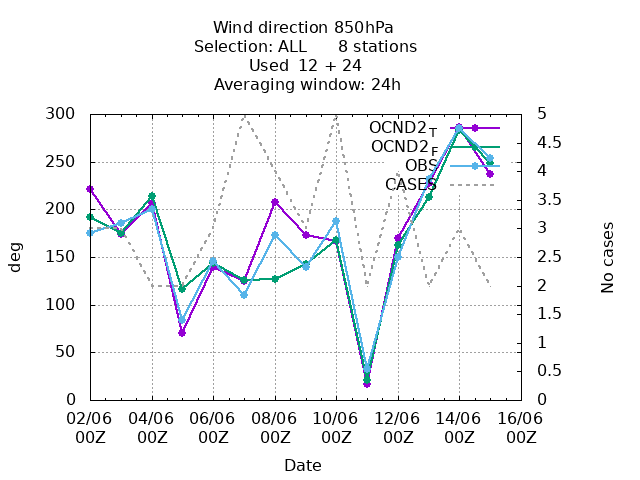 Wind direction 850hPa
Selection: ALL 8 stations
Used 12 + 24
Averaging window: 24h
300 5
250 4.5
200 4
150 3.5
100 3
50 2.5
0 2
1.5
1
0.5
0
deg
No cases
OCND2_T
OCND2_F
OBS
CASES
02/06 04/06 06/06 08/06 10/06 12/06 14/06 16/06
00Z 00Z 00Z 00Z 00Z 00Z 00Z 00Z
Date